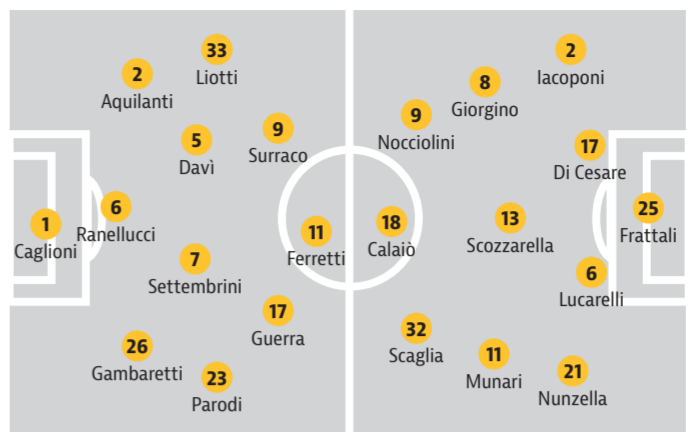 33
Liotti
2
Aquilanti
5
Davì
9
Surraco
1
Caglioni
6
Ranellucci
7
Settembrini
11
Ferretti
17
Guerra
26
Gambaretti
23
Parodi
2
Iacoponi
8
Giorgino
9
Nocciolini
17
Di Cesare
18
Calaiò
13
Scozzarella
25
Frattali
6
Lucarelli
32
Scaglia
11
Munari
21
Nunzella